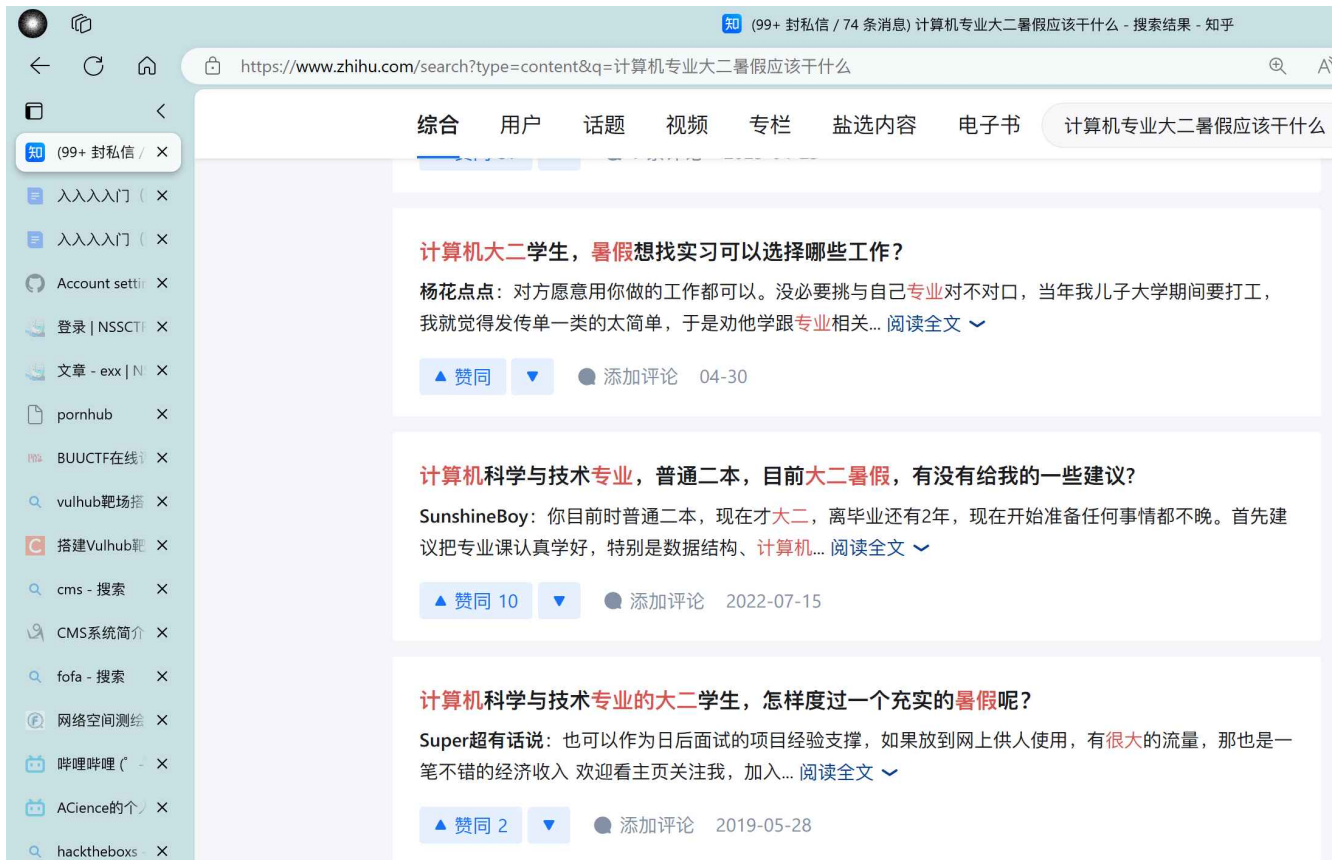 (99+ 封私信 / 74 条消息) 计算机专业大二暑假应该干什么 - 搜索结果 - 知乎
https://www.zhihu.com/search?type=content&q=计算机专业大二暑假应该干什么
综合 用户 话题 视频 专栏 盐选内容 电子书 计算机专业大二暑假应该干什么
知 (99+ 封私信 /
入入入入门（
入入入入门（
Account settin
登录 | NSSCTF
文章 - exx | N
pornhub
BUUCTF在线
vulhub靶场搭
搭建Vulhub靶
cms - 搜索
CMS系统简介
fofa - 搜索
网络空间测绘
哔哩哔哩 (゜-
ACience的个人
hacktheboxs
计算机大二学生，暑假想找实习可以选择哪些工作？
杨花点点：对方愿意用你做的工作都可以。没必要挑与自己专业对不对口，当年我儿子大学期间要打工，
我就觉得发传单一类的太简单，于是劝他学跟专业相关... 阅读全文
赞同 添加评论 04-30
计算机科学与技术专业，普通二本，目前大二暑假，有没有给我的一些建议？
SunshineBoy：你目前时普通二本，现在才大二，离毕业还有2年，现在开始准备任何事情都不晚。首先建
议把专业课认真学好，特别是数据结构、计算机... 阅读全文
赞同 10 添加评论 2022-07-15
计算机科学与技术专业的大二学生，怎样度过一个充实的暑假呢？
Super超有话说：也可以作为日后面试的项目经验支撑，如果放到网上供人使用，有很大的流量，那也是一
笔不错的经济收入 欢迎看主页关注我，加入... 阅读全文
赞同 2 添加评论 2019-05-28